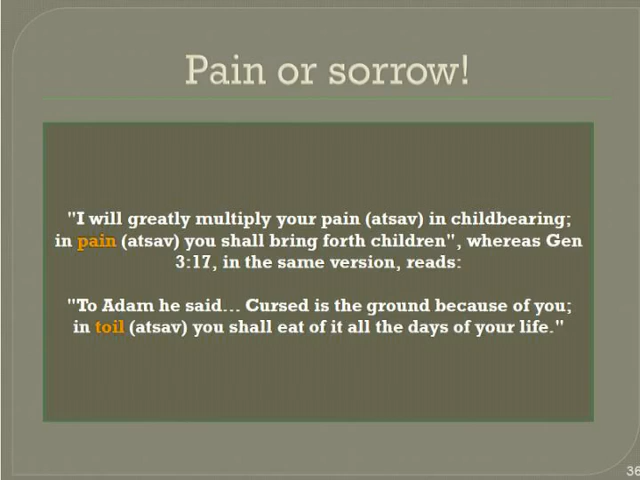 Pain or sorrow!
"I will greatly multiply your pain (atsav) in childbearing;
in pain (atsav) you shall bring forth children", whereas Gen
3:17, in the same version, reads:
"To Adam he said... Cursed is the ground because of you;
in toil (atsav) you shall eat of it all the days of your life."
36